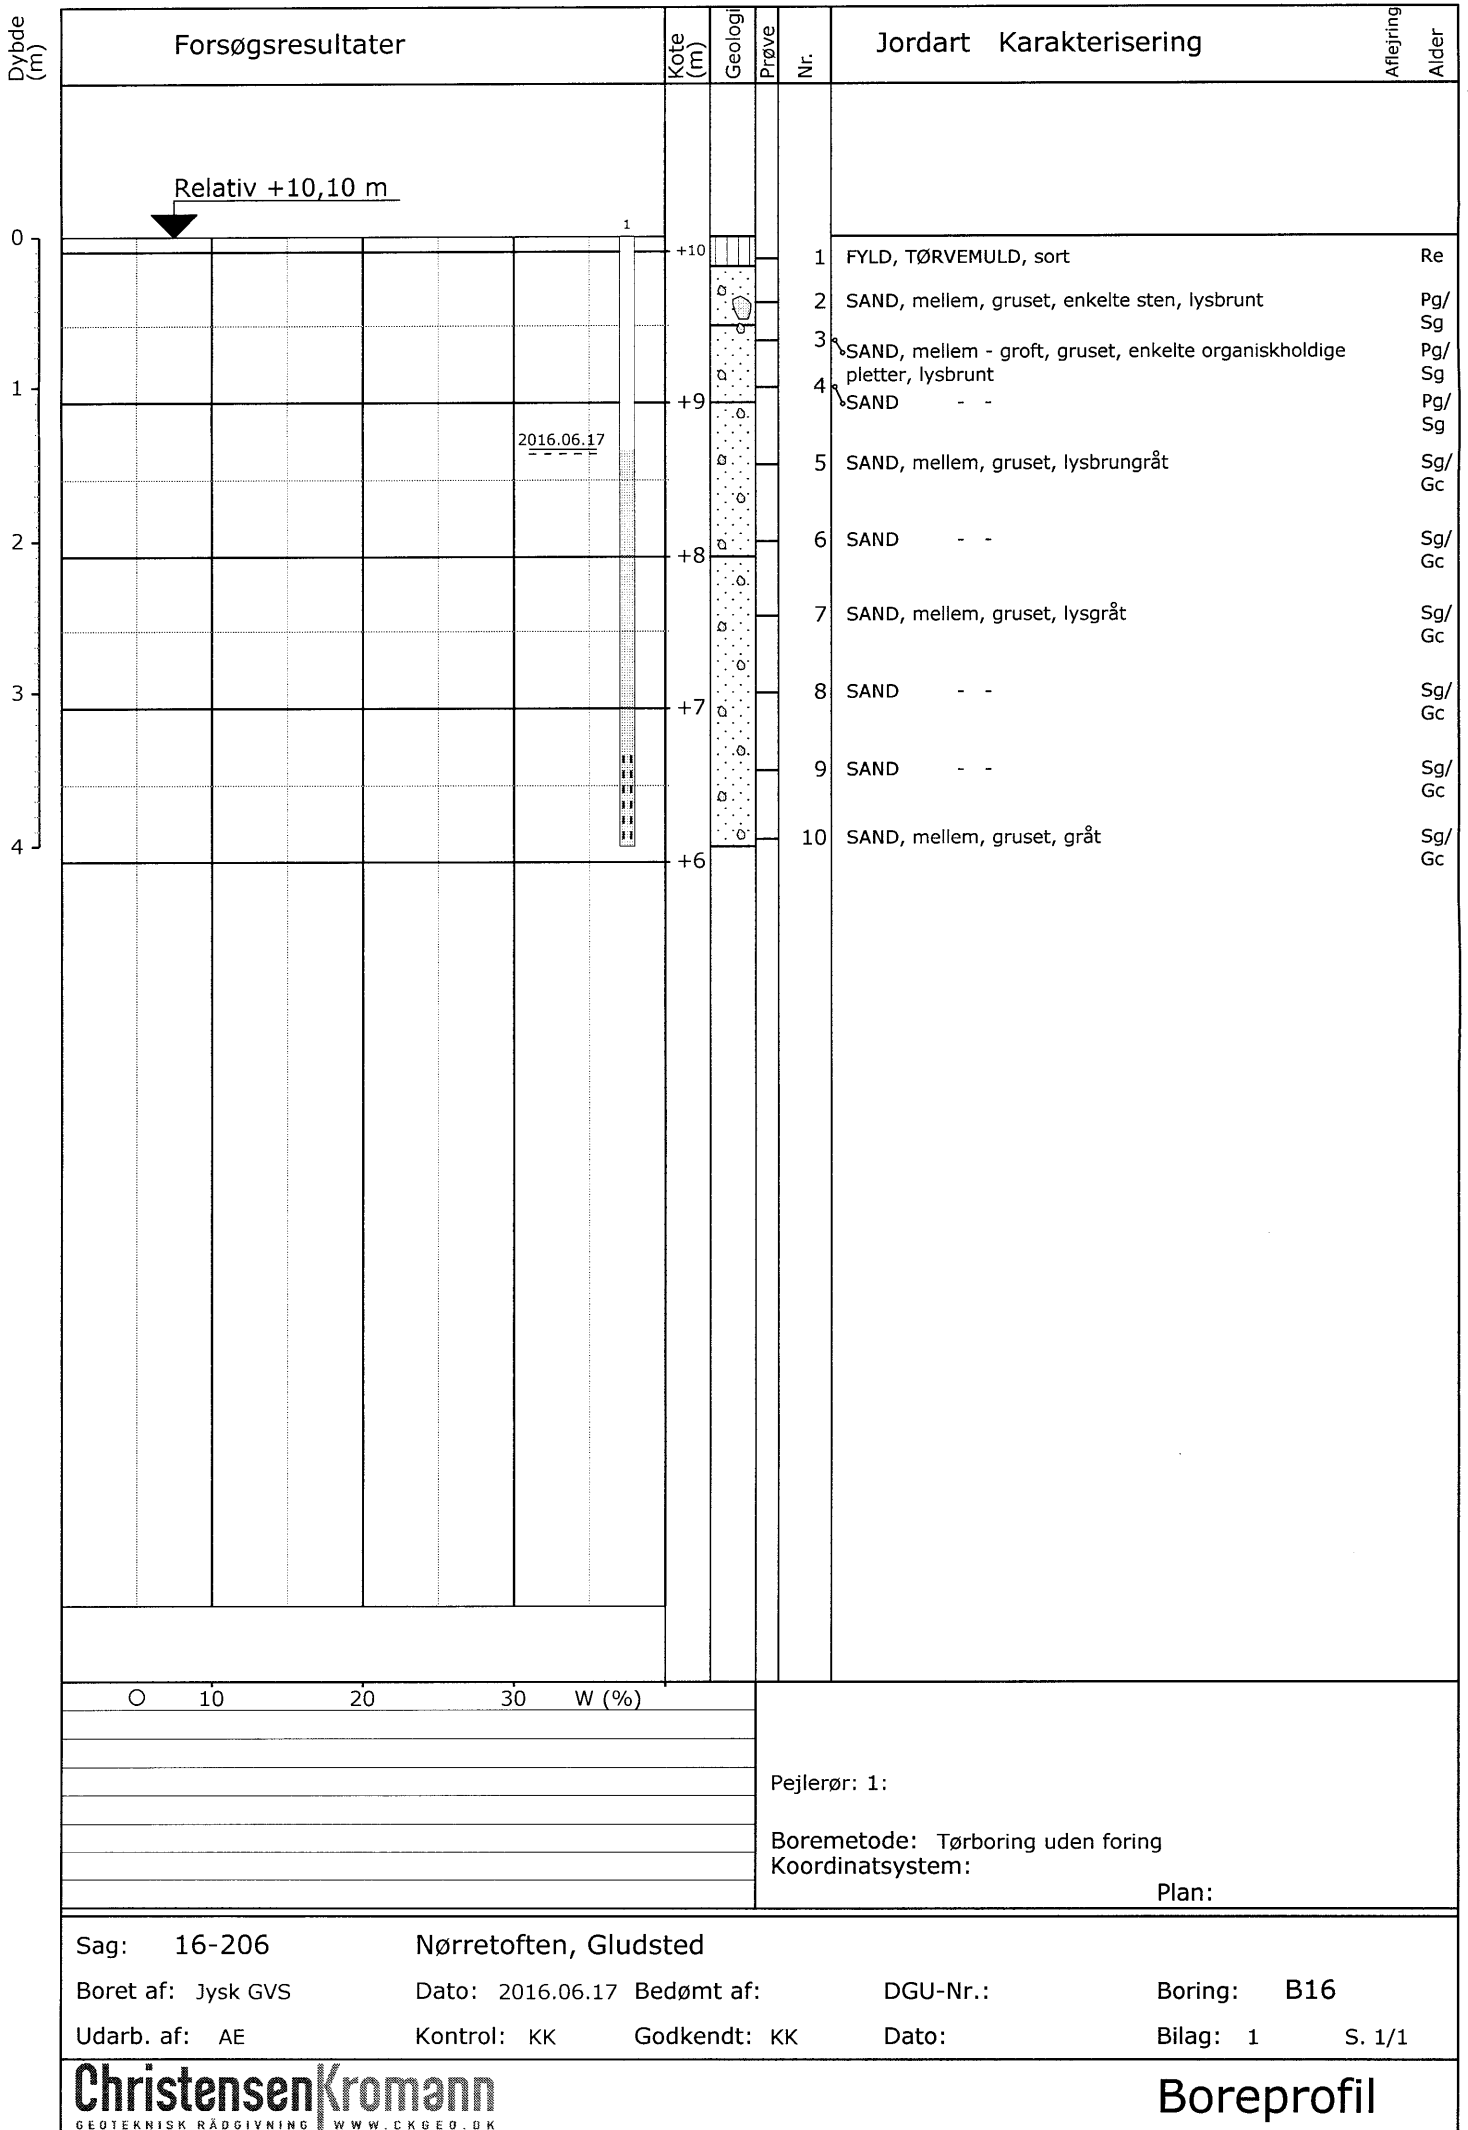 Dybde (m)
Forsøgsresultater
Kote (m)
Geologi
Prøve
Nr.
Jordart Karakterisering
Aflejring
Alder
Relativ +10,10 m
1
0
+10
1 FYLD, TØRVEMULD, sort Re
2 SAND, mellem, gruset, enkelte sten, lysbrunt Pg/
Sg
3 SAND, mellem - groft, gruset, enkelte organiskholdige Pg/
pletter, lysbrunt Sg
1
4 SAND - - Pg/
Sg
+9
2016.06.17
5 SAND, mellem, gruset, lysbrungråt Sg/
Gc
2
6 SAND - - Sg/
Gc
+8
7 SAND, mellem, gruset, lysgråt Sg/
Gc
3
8 SAND - - Sg/
Gc
+7
9 SAND - - Sg/
Gc
4
10 SAND, mellem, gruset, gråt Sg/
Gc
+6
10 20 30 W (%)
Pejlerør: 1:
Boremetode: Tørboring uden foring
Koordinatsystem:
Plan:
Sag: 16-206 Nørretoften, Gludsted
Boret af: Jysk GVS Dato: 2016.06.17 Bedømt af: DGU-Nr.: Boring: B16
Udarb. af: AE Kontrol: KK Godkendt: KK Dato: Bilag: 1 S. 1/1
ChristensenKromann
GEOTEKNISK RÅDGIVNING WWW.CKGEO.DK
Boreprofil